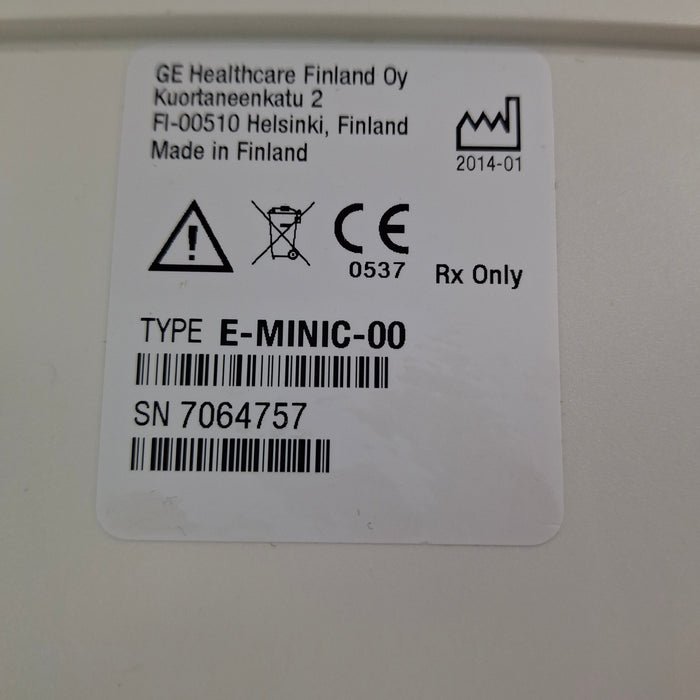 GE Healthcare Finland Oy
Kuortaneenkatu 2
FI-00510 Helsinki, Finland
Made in Finland
2014-01
CE
0537
Rx Only
TYPE E-MINIC-00
SN 7064757